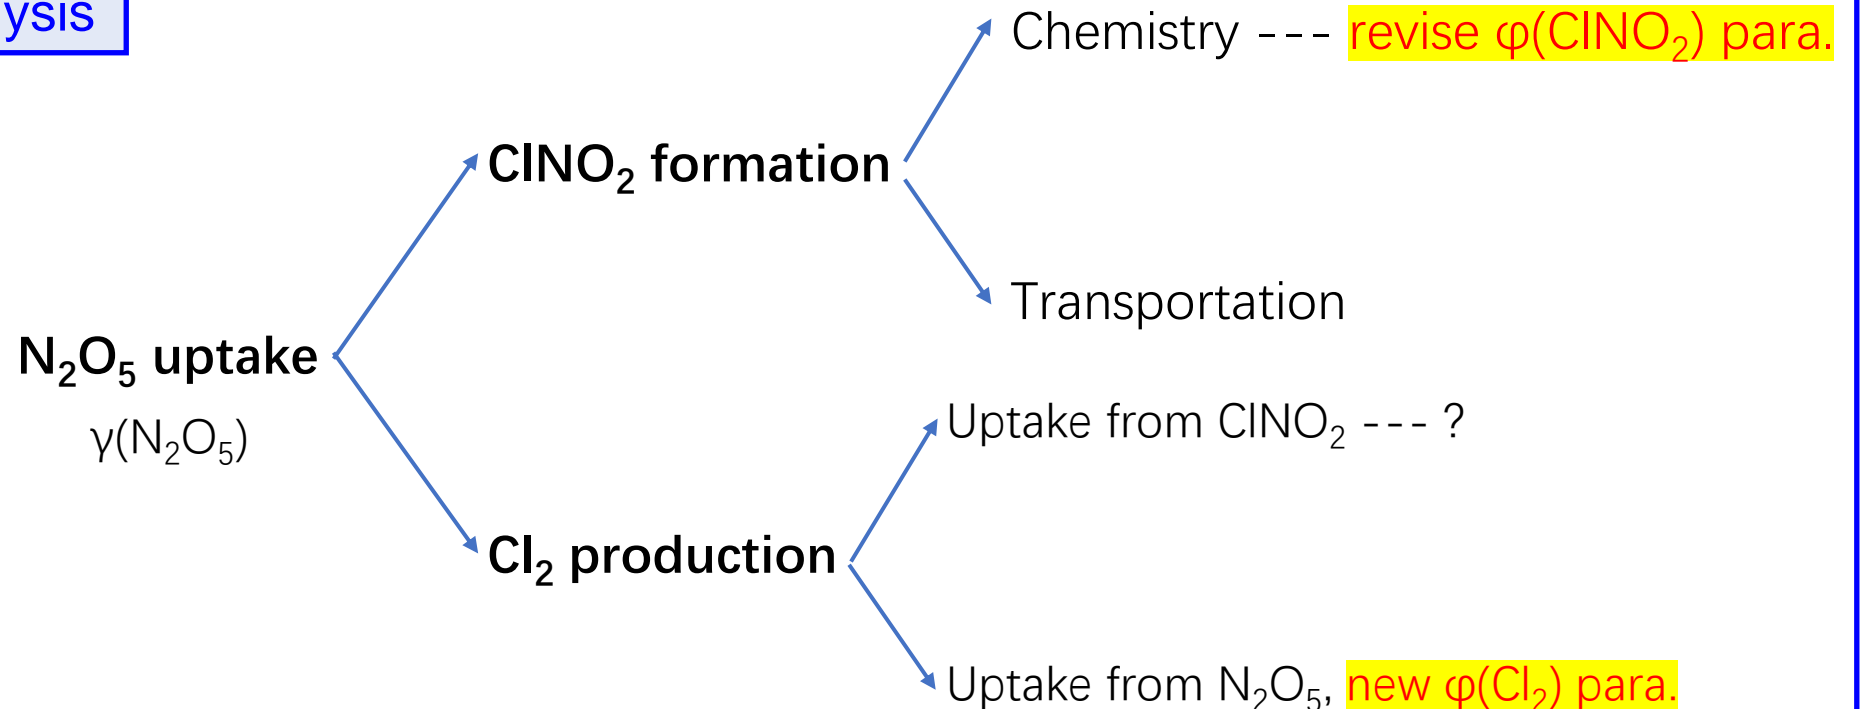 ysis
Chemistry --- revise φ(ClNO₂) para.
ClNO₂ formation
Transportation
N₂O₅ uptake
γ(N₂O₅)
Uptake from ClNO₂ --- ?
Cl₂ production
Uptake from N₂O₅, new φ(Cl₂) para.